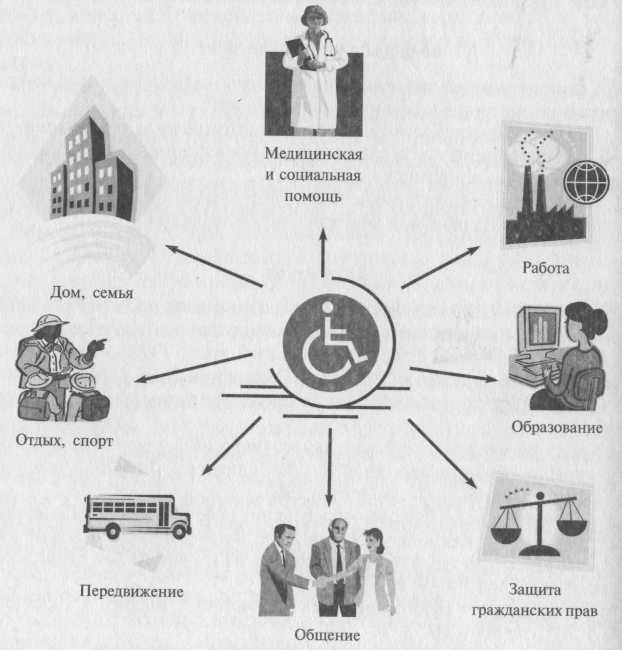 Медицинская
и социальная
помощь
Дом, семья
Работа
Отдых, спорт
Образование
Передвижение
Защита
гражданских прав
Общение